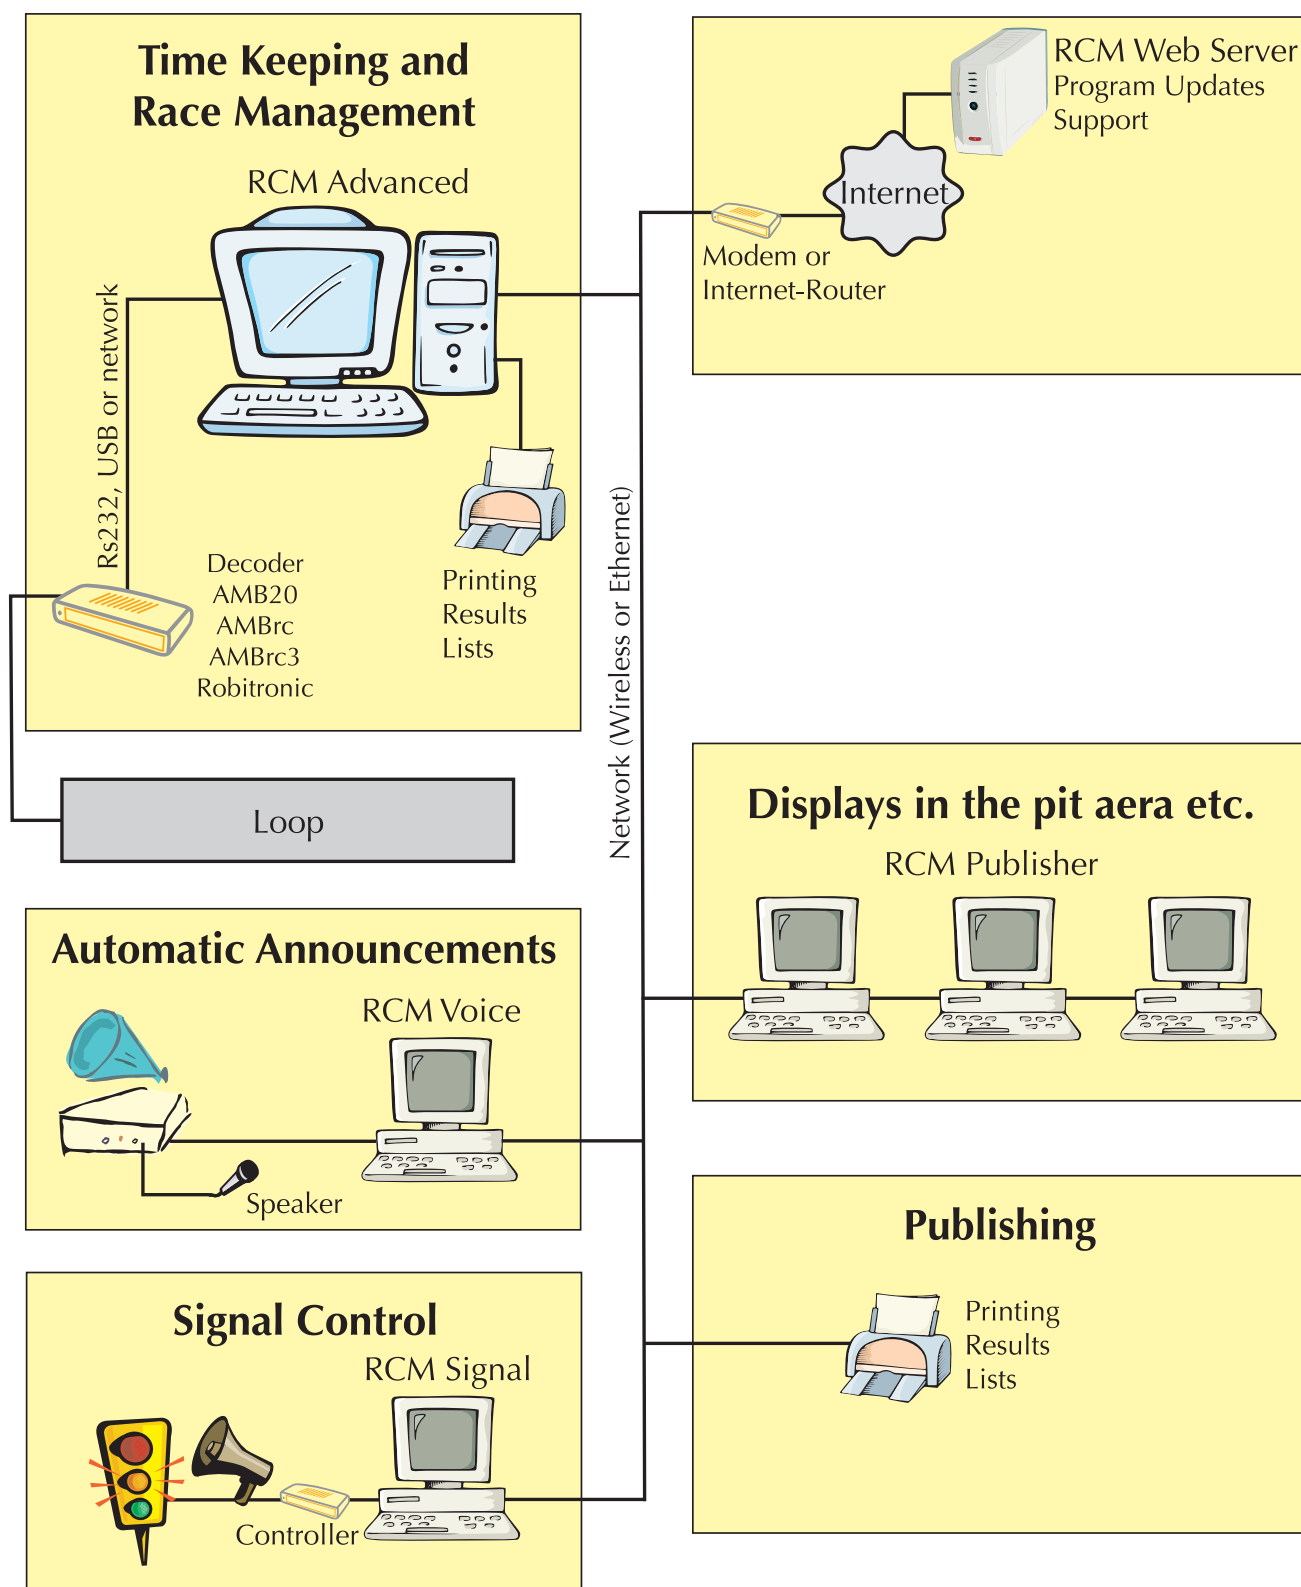 Time Keeping and
Race Management
RCM Advanced
Rs232, USB or network
Decoder
AMB20
AMBrc
AMBrc3
Robitronic
Printing
Results
Lists
Loop
Network (Wireless or Ethernet)
RCM Web Server
Program Updates
Support
Internet
Modem or
Internet-Router
Displays in the pit aera etc.
RCM Publisher
Automatic Announcements
RCM Voice
Speaker
Publishing
Printing
Results
Lists
Signal Control
RCM Signal
Controller